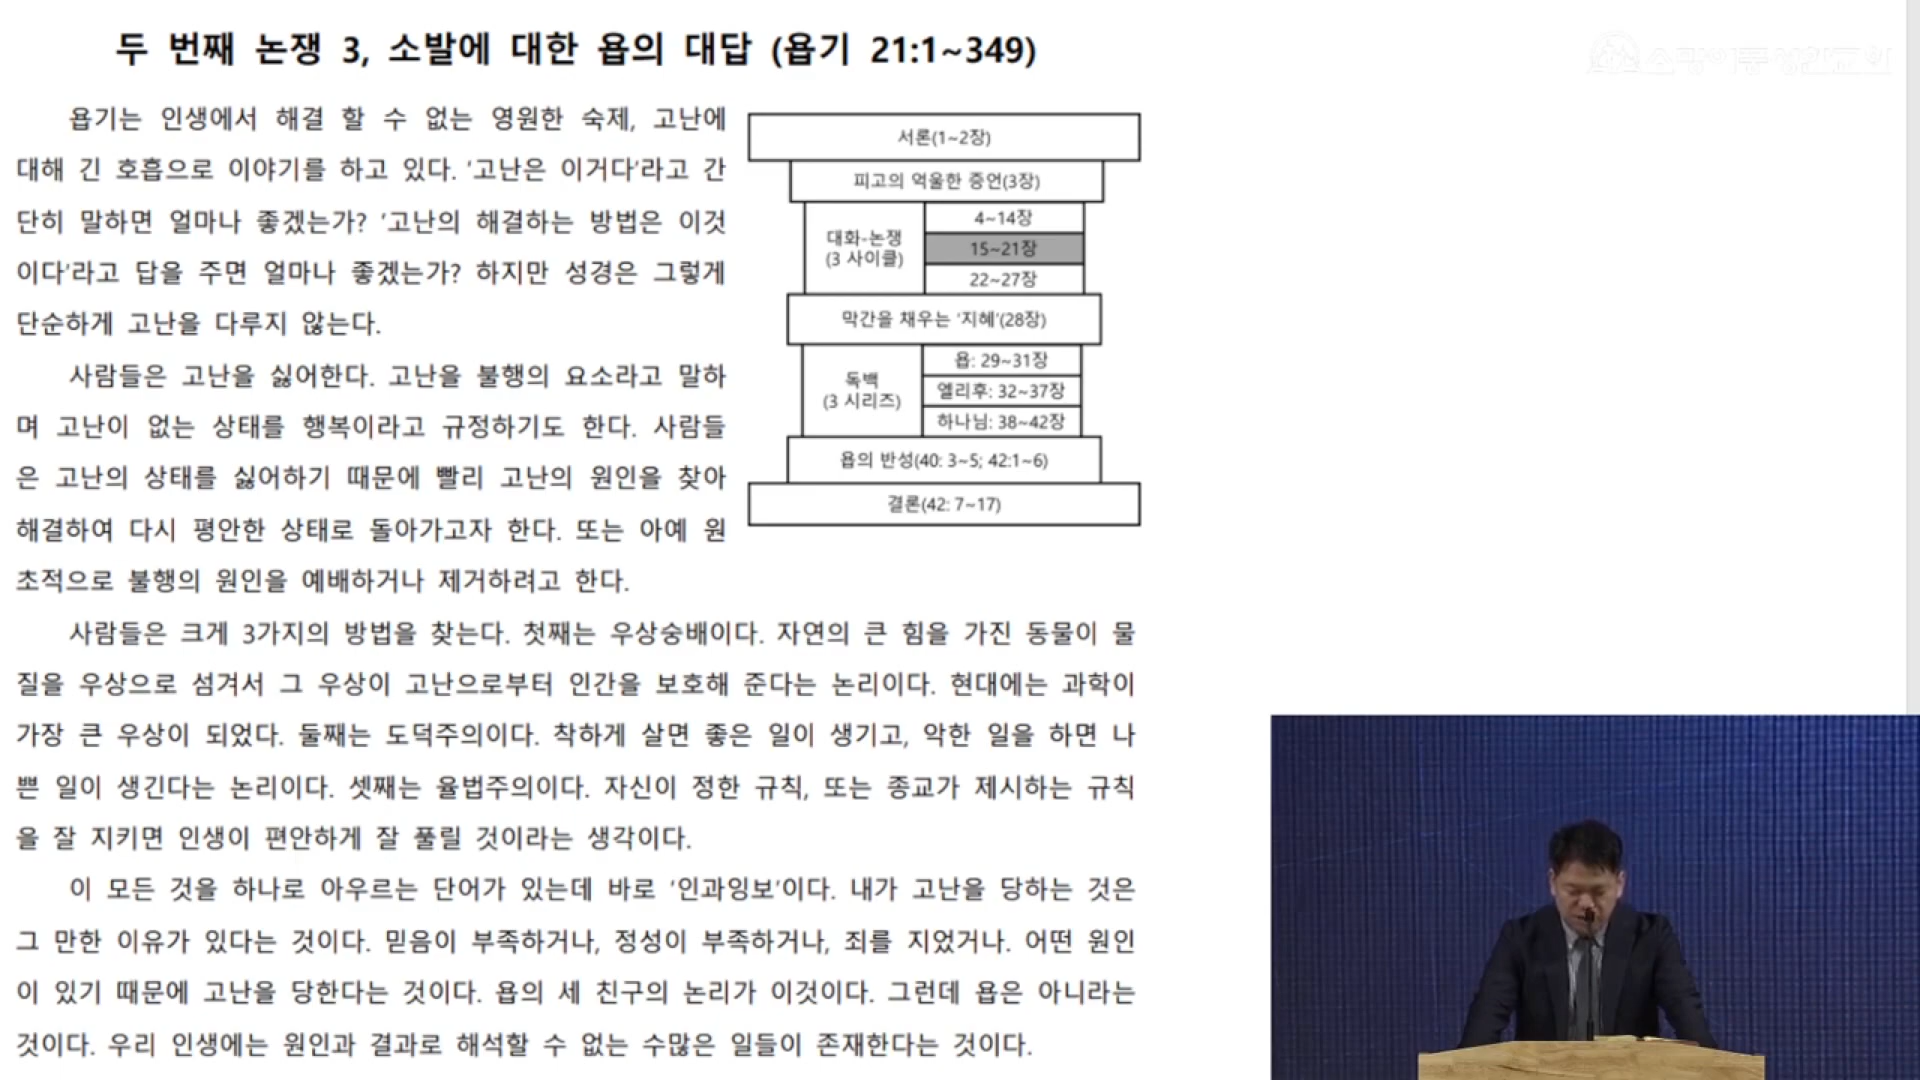 두 번째 논쟁 3, 소발에 대한 욥의 대답 (욥기 21:1~349)
욥기는 인생에서 해결 할 수 없는 영원한 숙제, 고난에
대해 긴 호흡으로 이야기를 하고 있다. '고난은 이거다'라고 간
단히 말하면 얼마나 좋겠는가? '고난의 해결하는 방법은 이것
이다'라고 답을 주면 얼마나 좋겠는가? 하지만 성경은 그렇게
단순하게 고난을 다루지 않는다.
사람들은 고난을 싫어한다. 고난을 불행의 요소라고 말하
며 고난이 없는 상태를 행복이라고 규정하기도 한다. 사람들
은 고난의 상태를 싫어하기 때문에 빨리 고난의 원인을 찾아
해결하여 다시 평안한 상태로 돌아가고자 한다. 또는 아예 원
초적으로 불행의 원인을 예배하거나 제거하려고 한다.
서론(1~2장)
피고의 억울한 증언(3장)
대화-논쟁
(3 사이클)
4~14장
15~21장
22~27장
막간을 채우는 '지혜'(28장)
독백
(3 시리즈)
욥: 29~31장
엘리후: 32~37장
하나님: 38~42장
욥의 반성(40: 3~5; 42:1~6)
결론(42: 7~17)
사람들은 크게 3가지의 방법을 찾는다. 첫째는 우상숭배이다. 자연의 큰 힘을 가진 동물이 물
질을 우상으로 섬겨서 그 우상이 고난으로부터 인간을 보호해 준다는 논리이다. 현대에는 과학이
가장 큰 우상이 되었다. 둘째는 도덕주의이다. 착하게 살면 좋은 일이 생기고, 악한 일을 하면 나
쁜 일이 생긴다는 논리이다. 셋째는 율법주의이다. 자신이 정한 규칙, 또는 종교가 제시하는 규칙
을 잘 지키면 인생이 편안하게 잘 풀릴 것이라는 생각이다.
이 모든 것을 하나로 아우르는 단어가 있는데 바로 '인과잉보'이다. 내가 고난을 당하는 것은
그 만한 이유가 있다는 것이다. 믿음이 부족하거나, 정성이 부족하거나, 죄를 지었거나. 어떤 원인
이 있기 때문에 고난을 당한다는 것이다. 욥의 세 친구의 논리가 이것이다. 그런데 욥은 아니라는
것이다. 우리 인생에는 원인과 결과로 해석할 수 없는 수많은 일들이 존재한다는 것이다.